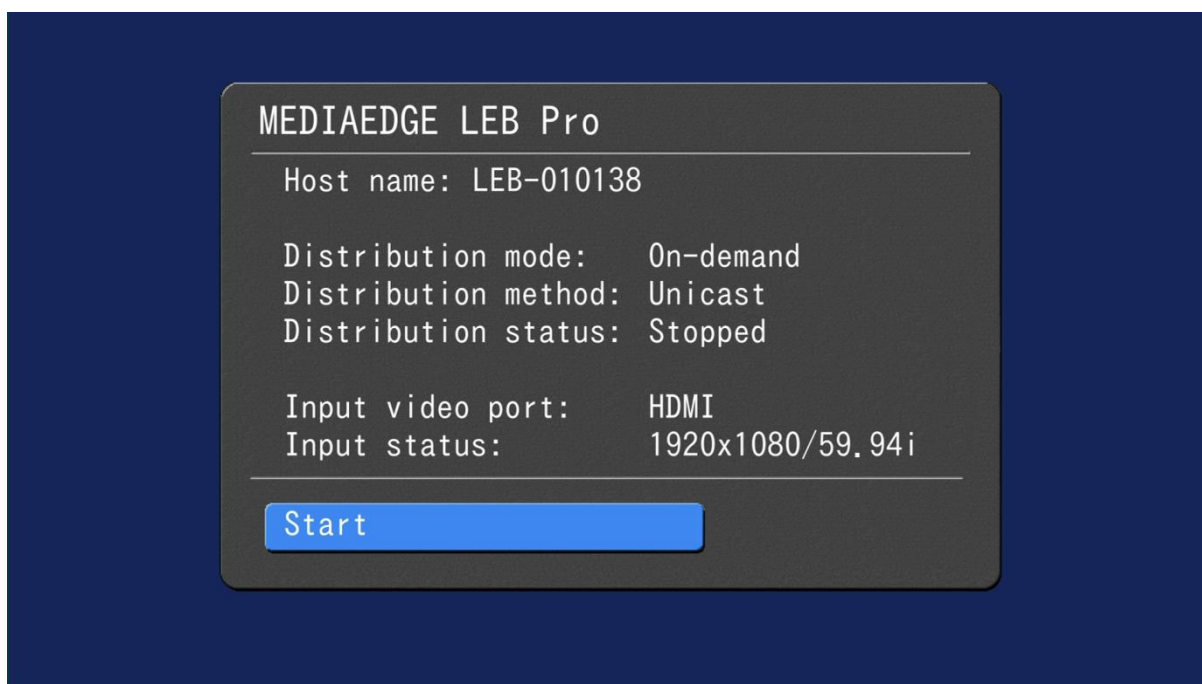 MEDIAEDGE LEB Pro
Host name: LEB-010138
Distribution mode: On-demand
Distribution method: Unicast
Distribution status: Stopped
Input video port: HDMI
Input status: 1920x1080/59.94i
Start